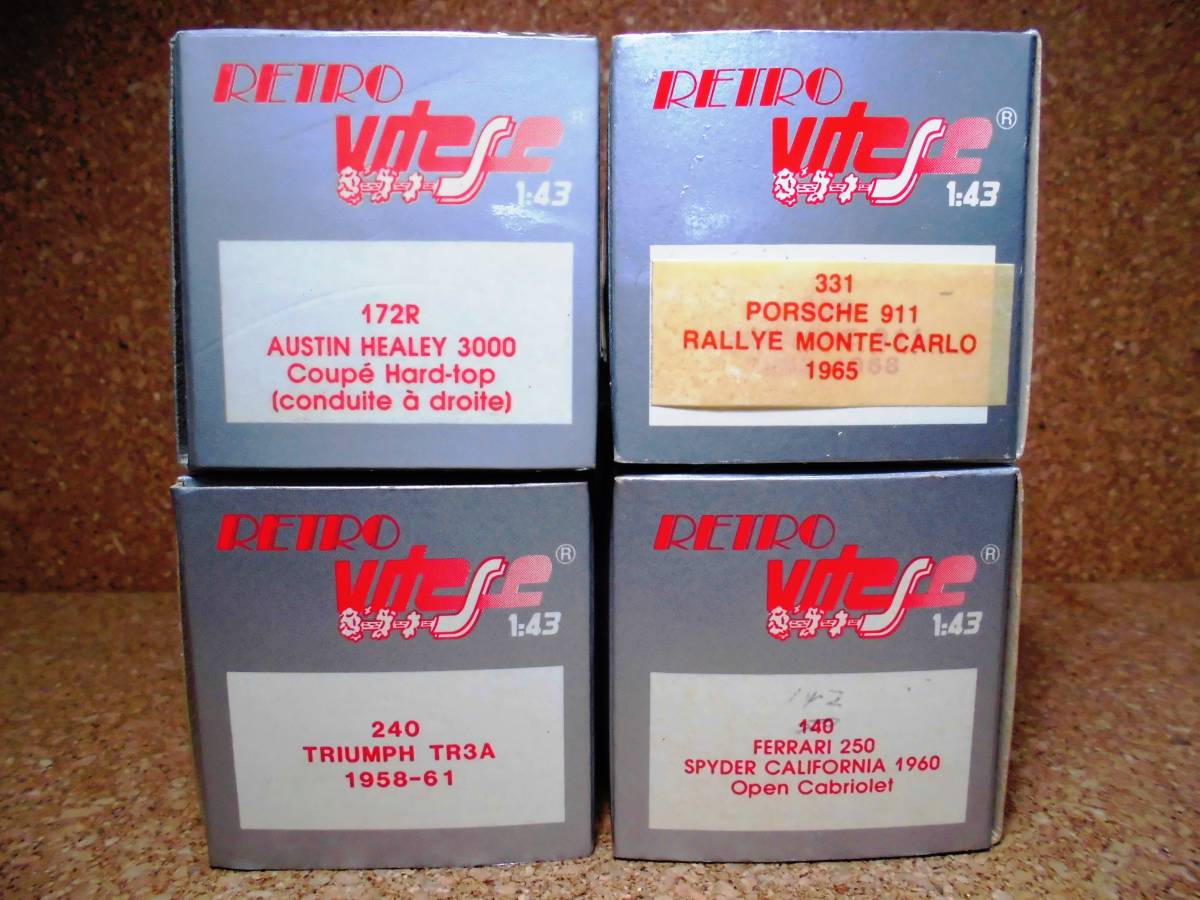 RETRO
Vitesse ®
1:43
172R
AUSTIN HEALEY 3000
Coupé Hard-top
(conduite à droite)
RETRO
Vitesse ®
1:43
331
PORSCHE 911
RALLYE MONTE-CARLO
1965
RETRO
Vitesse ®
1:43
240
TRIUMPH TR3A
1958-61
RETRO
Vitesse ®
1:43
142
140
FERRARI 250
SPYDER CALIFORNIA 1960
Open Cabriolet